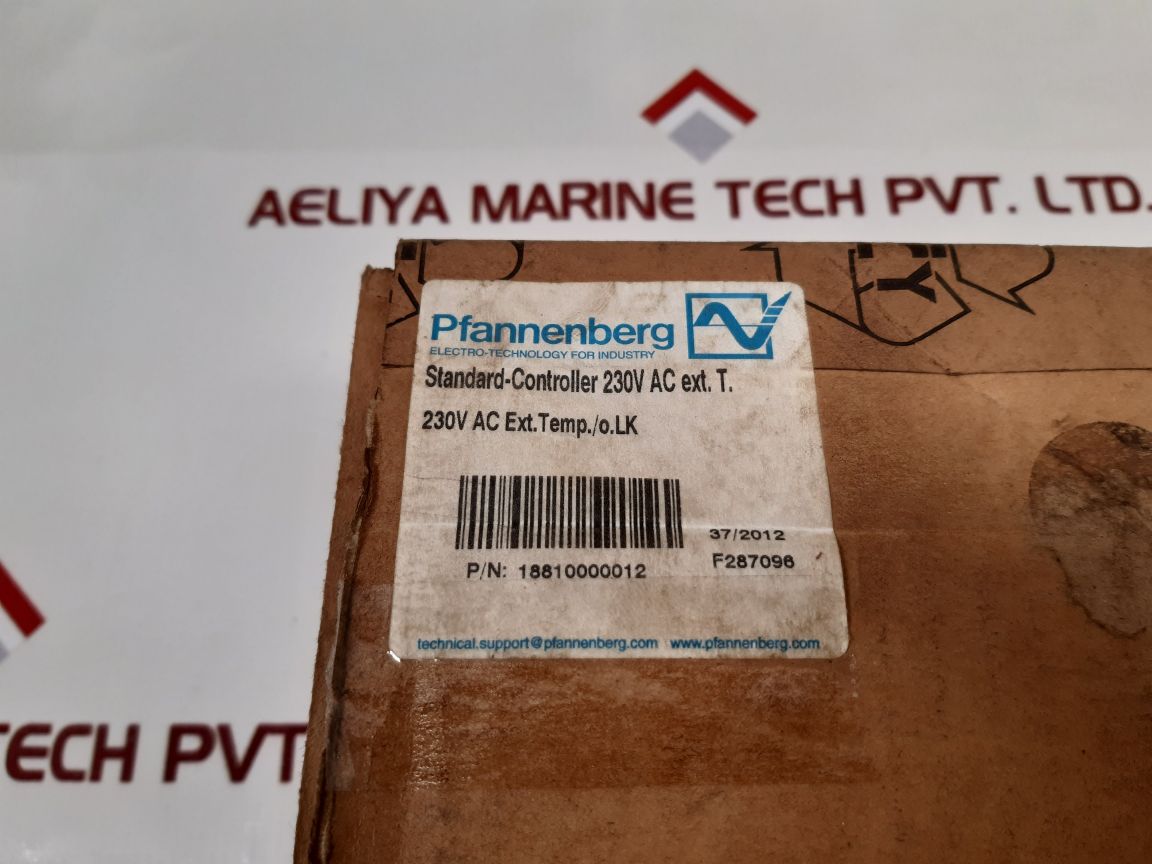 AELIYA MARINE TECH PVT. LTD.
Pfannenberg
ELECTRO-TECHNOLOGY FOR INDUSTRY
Standard-Controller 230V AC ext. T.
230V AC Ext.Temp./o.LK
37/2012
P/N: 18810000012
F287096
technical.support@pfannenberg.com www.pfannenberg.com
TECH PVT